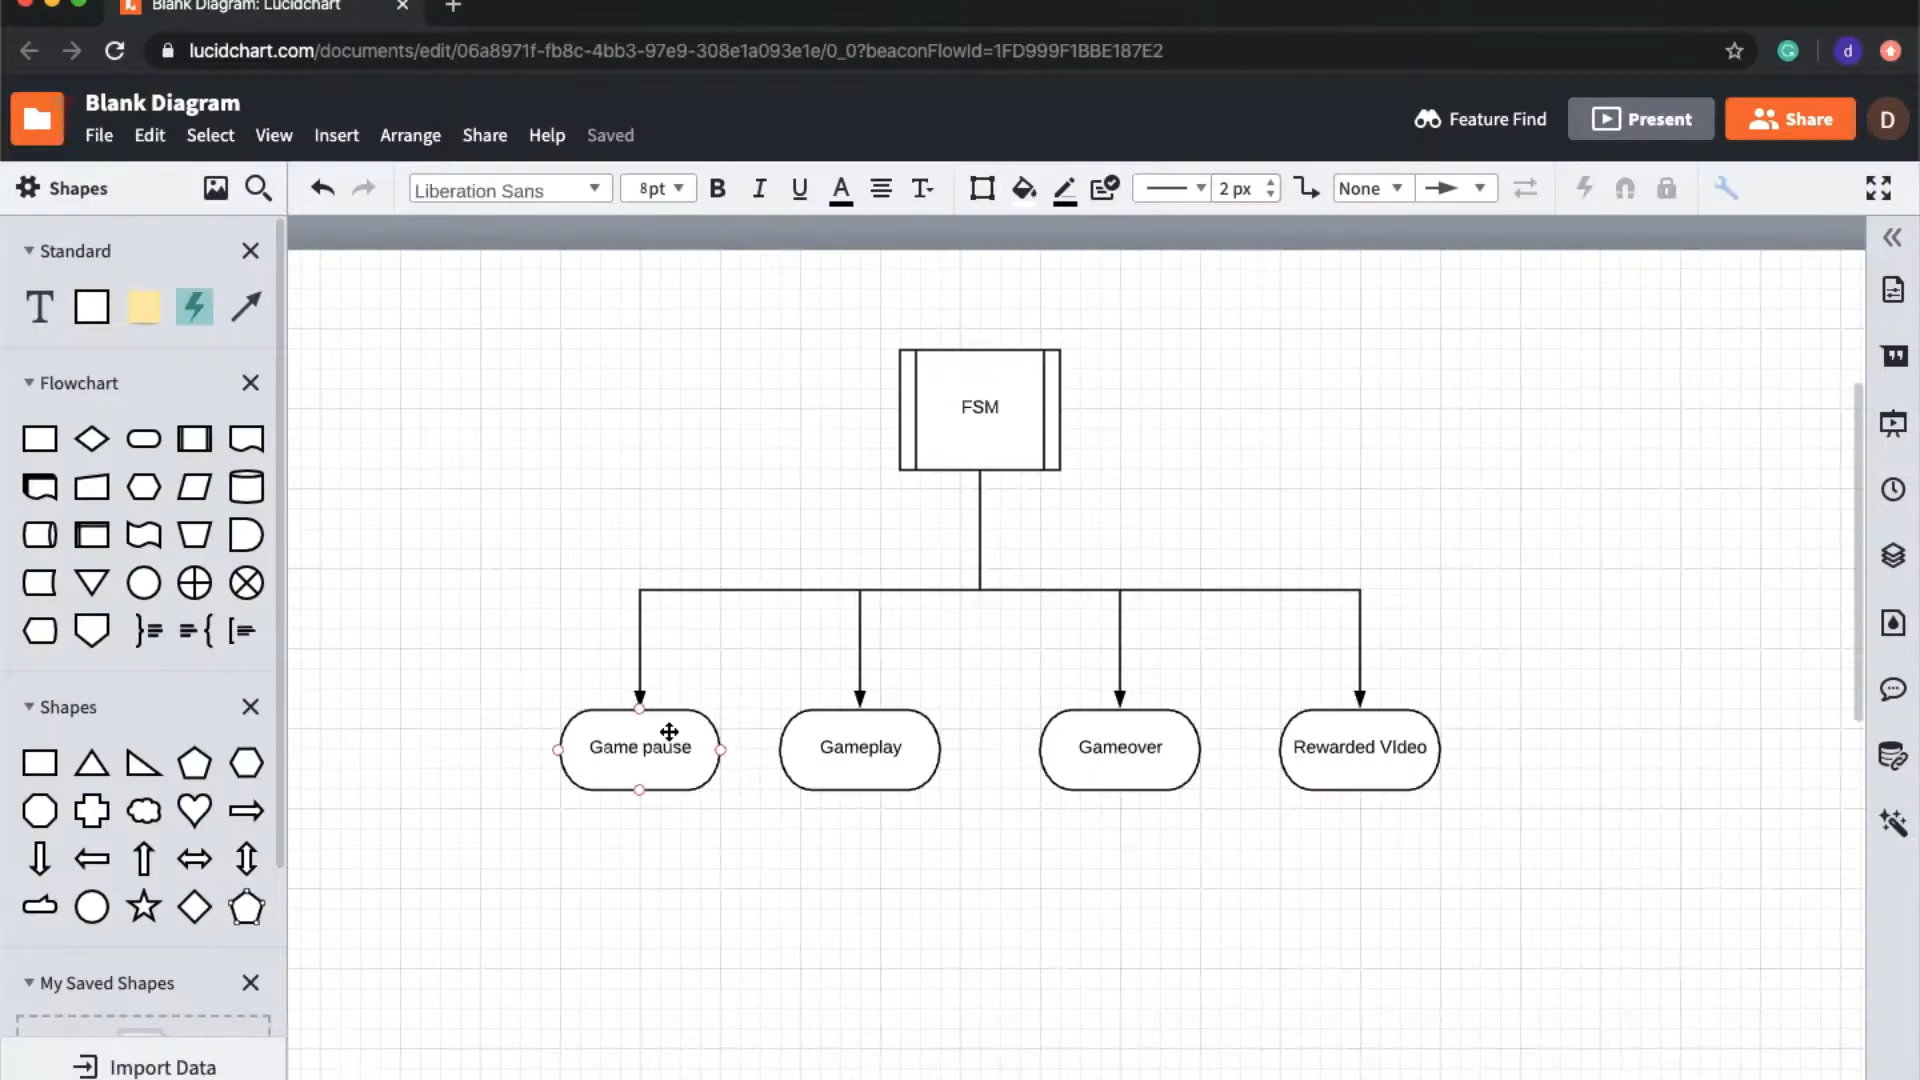 Blank Diagram: Lucidchart
lucidchart.com/documents/edit/06a8971f-fb8c-4bb3-97e9-308e1a093e1e/0_0?beaconFlowId=1FD999F1BBE187E2
d
Blank Diagram
File Edit Select View Insert Arrange Share Help Saved
Feature Find Present Share D
Shapes
Liberation Sans 8pt B I U A T 2 px None
Standard
T
Flowchart
Shapes
My Saved Shapes
Import Data
FSM
Game pause Gameplay Gameover Rewarded VIdeo